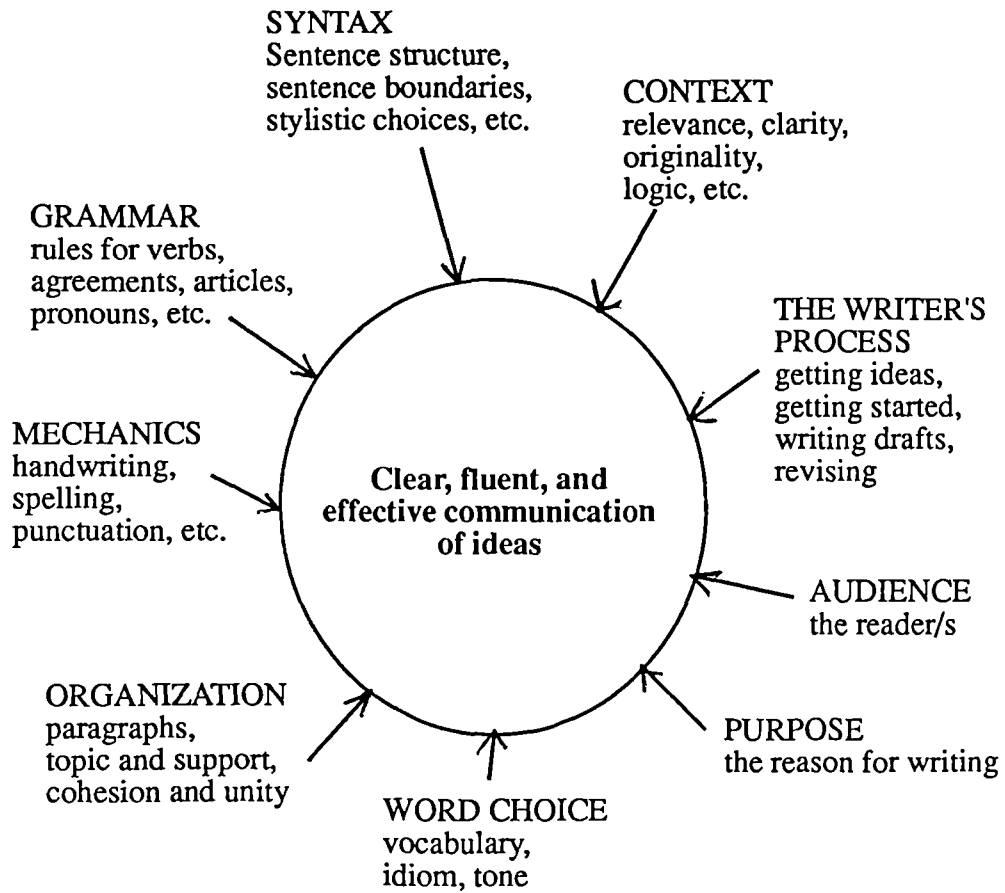 SYNTAX
Sentence structure,
sentence boundaries,
stylistic choices, etc.
CONTEXT
relevance, clarity,
originality,
logic, etc.
GRAMMAR
rules for verbs,
agreements, articles,
pronouns, etc.
THE WRITER'S
PROCESS
getting ideas,
getting started,
writing drafts,
revising
MECHANICS
handwriting,
spelling,
punctuation, etc.
Clear, fluent, and
effective communication
of ideas
AUDIENCE
the reader/s
ORGANIZATION
paragraphs,
topic and support,
cohesion and unity
PURPOSE
the reason for writing
WORD CHOICE
vocabulary,
idiom, tone